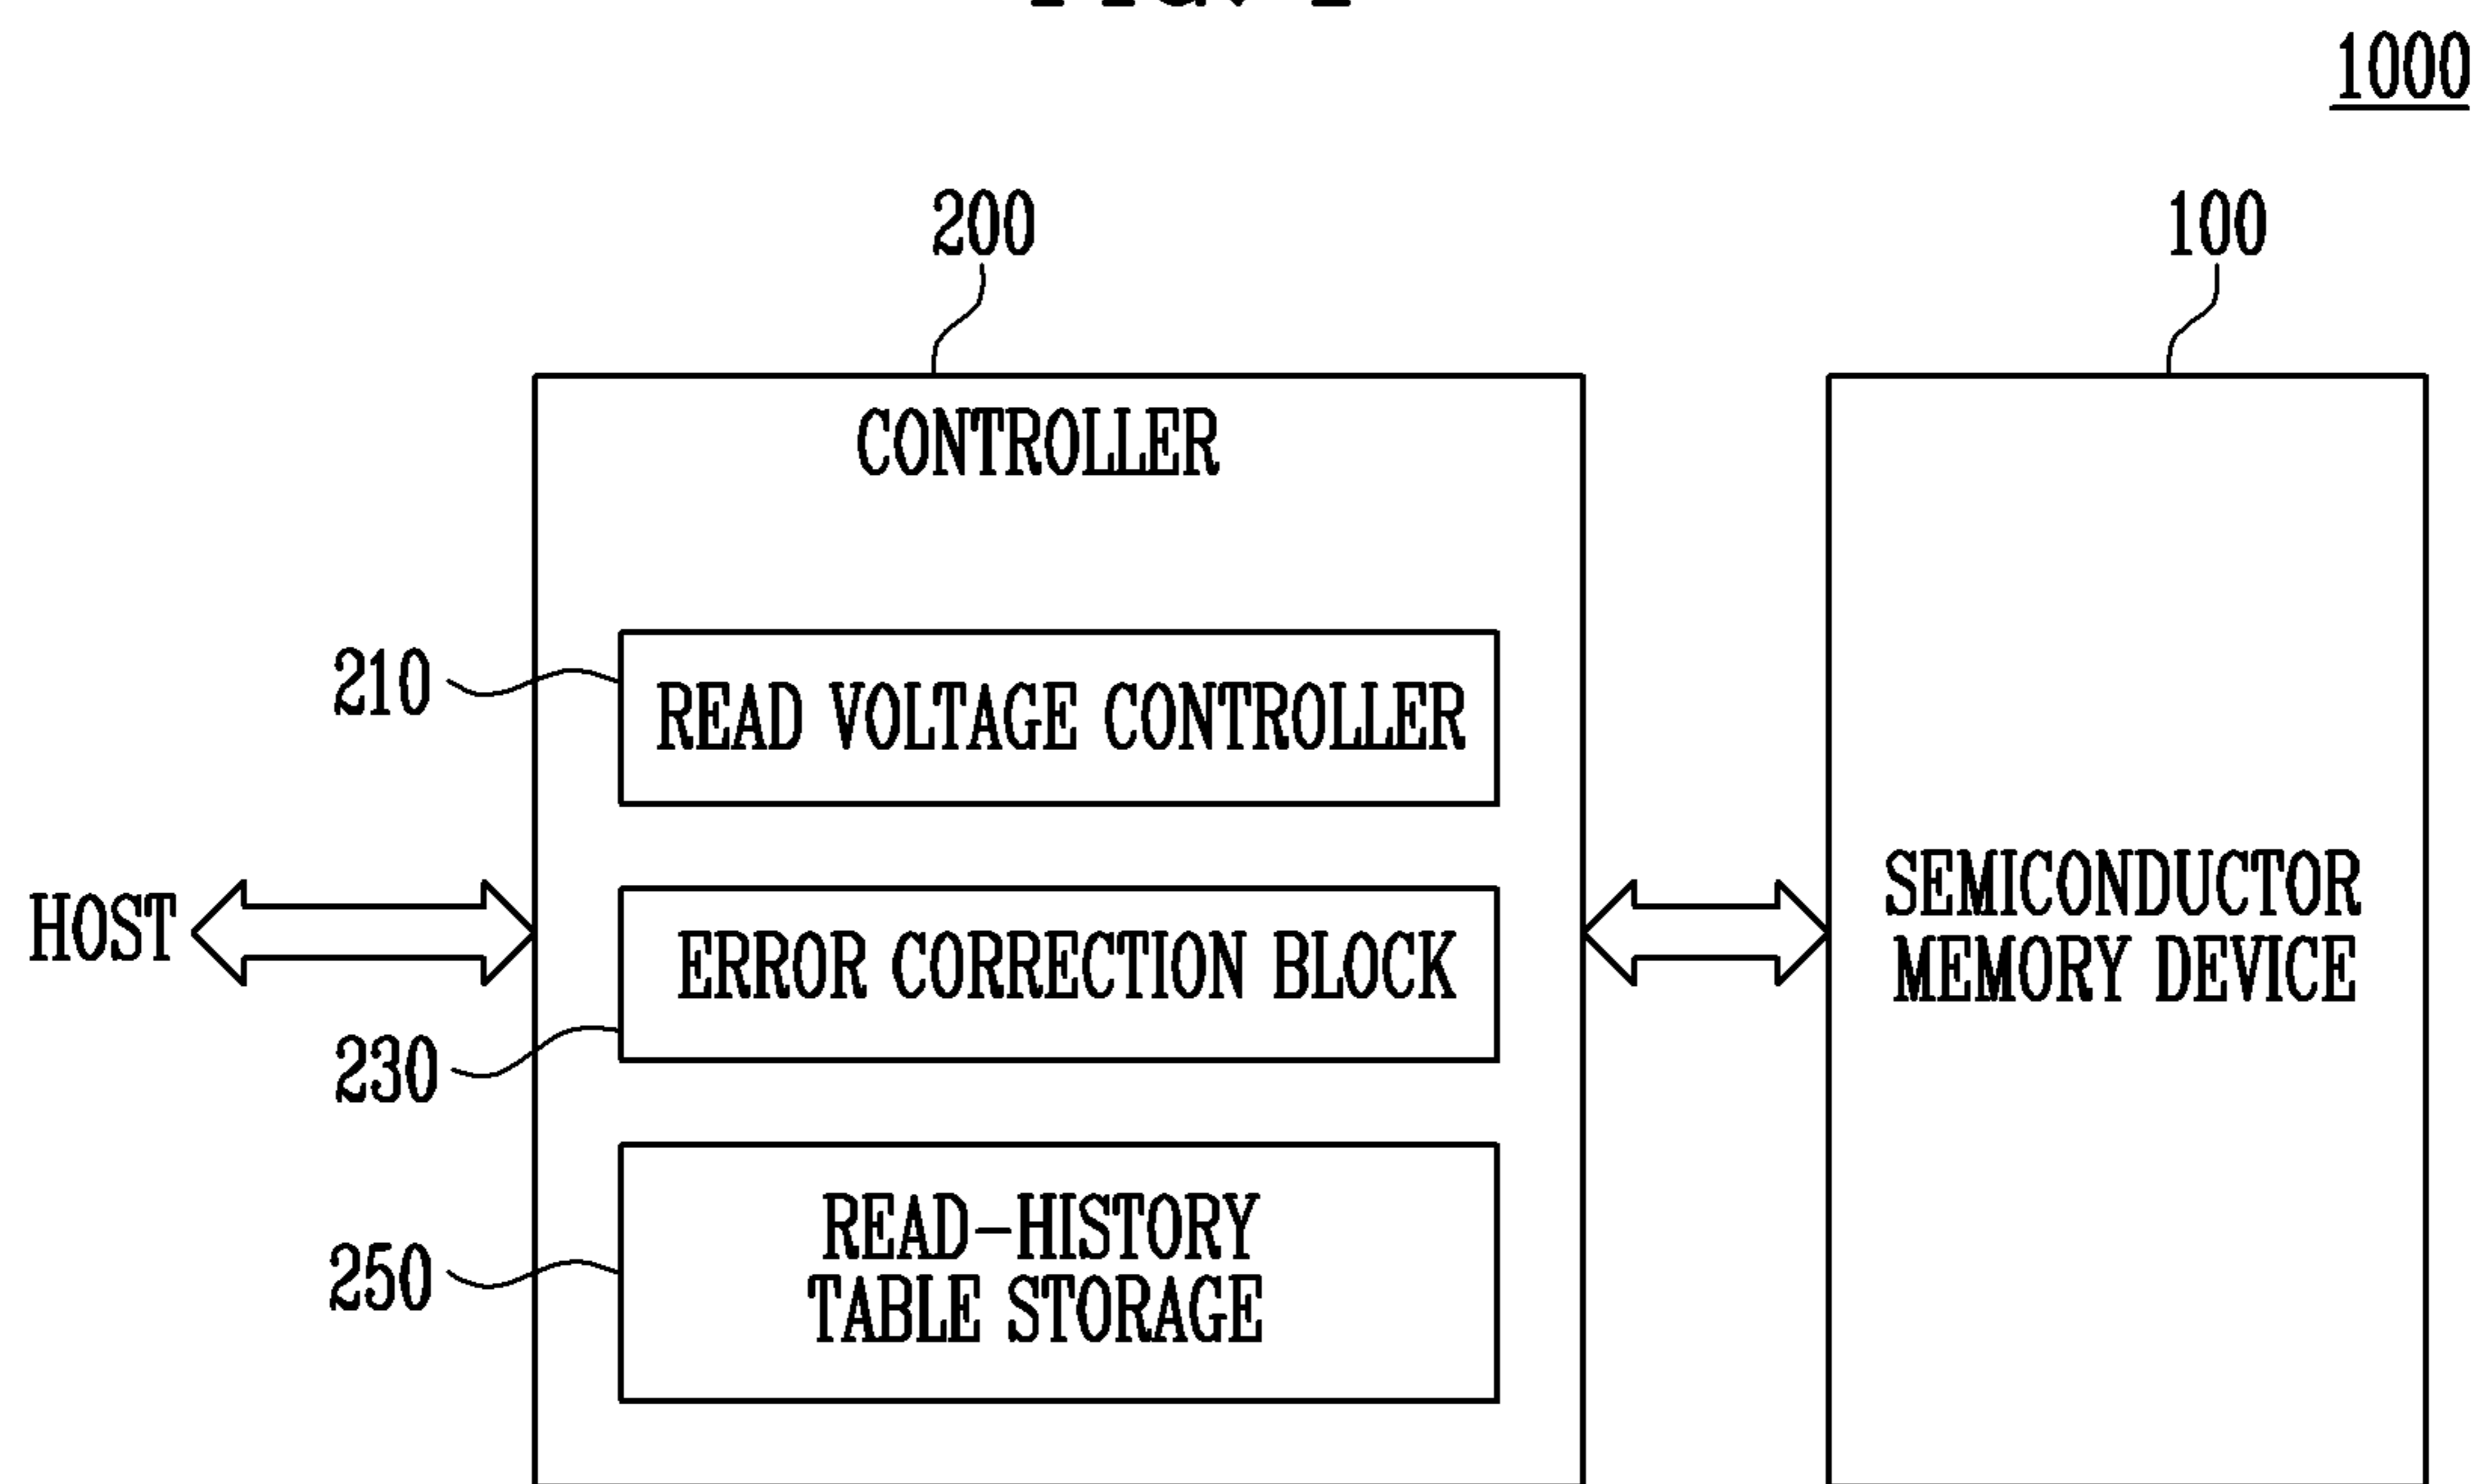 1000
200
100
CONTROLLER
210
READ VOLTAGE CONTROLLER
HOST
ERROR CORRECTION BLOCK
SEMICONDUCTOR
MEMORY DEVICE
230
READ-HISTORY
TABLE STORAGE
250